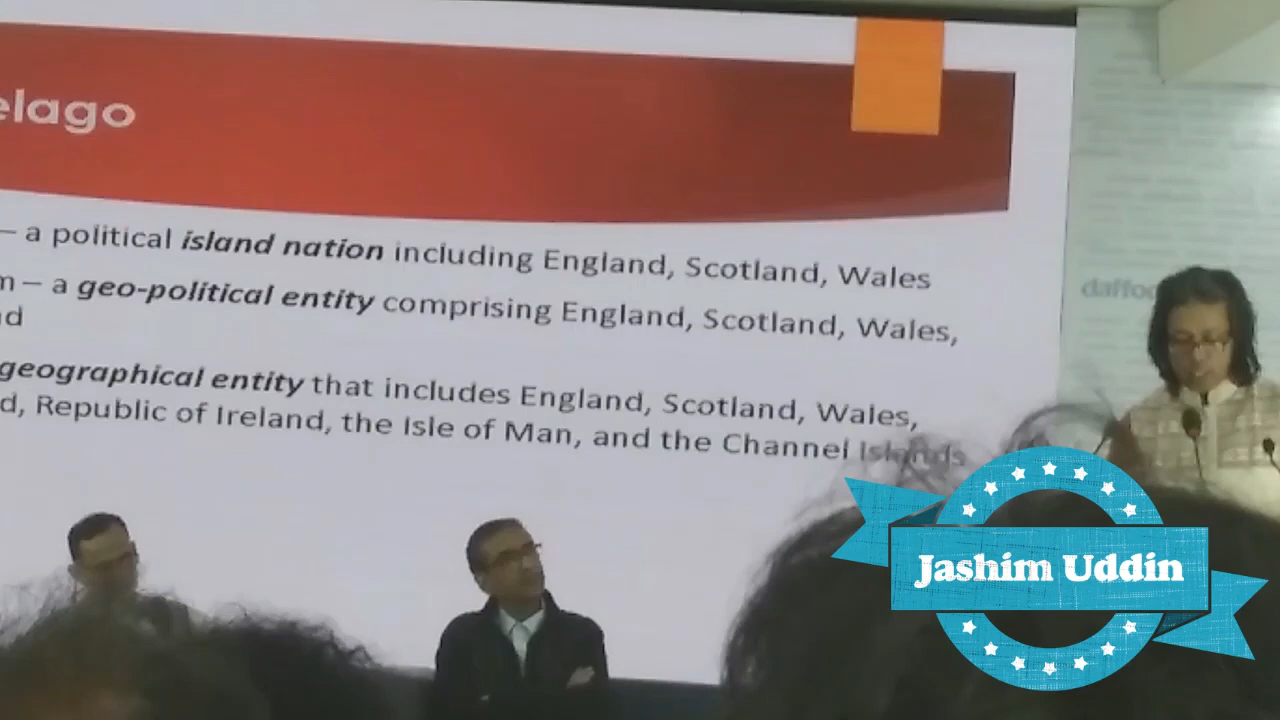 elago
– a political island nation including England, Scotland, Wales
– a geo-political entity comprising England, Scotland, Wales,
geographical entity that includes England, Scotland, Wales,
Republic of Ireland, the Isle of Man, and the Channel Islands
Jashim Uddin